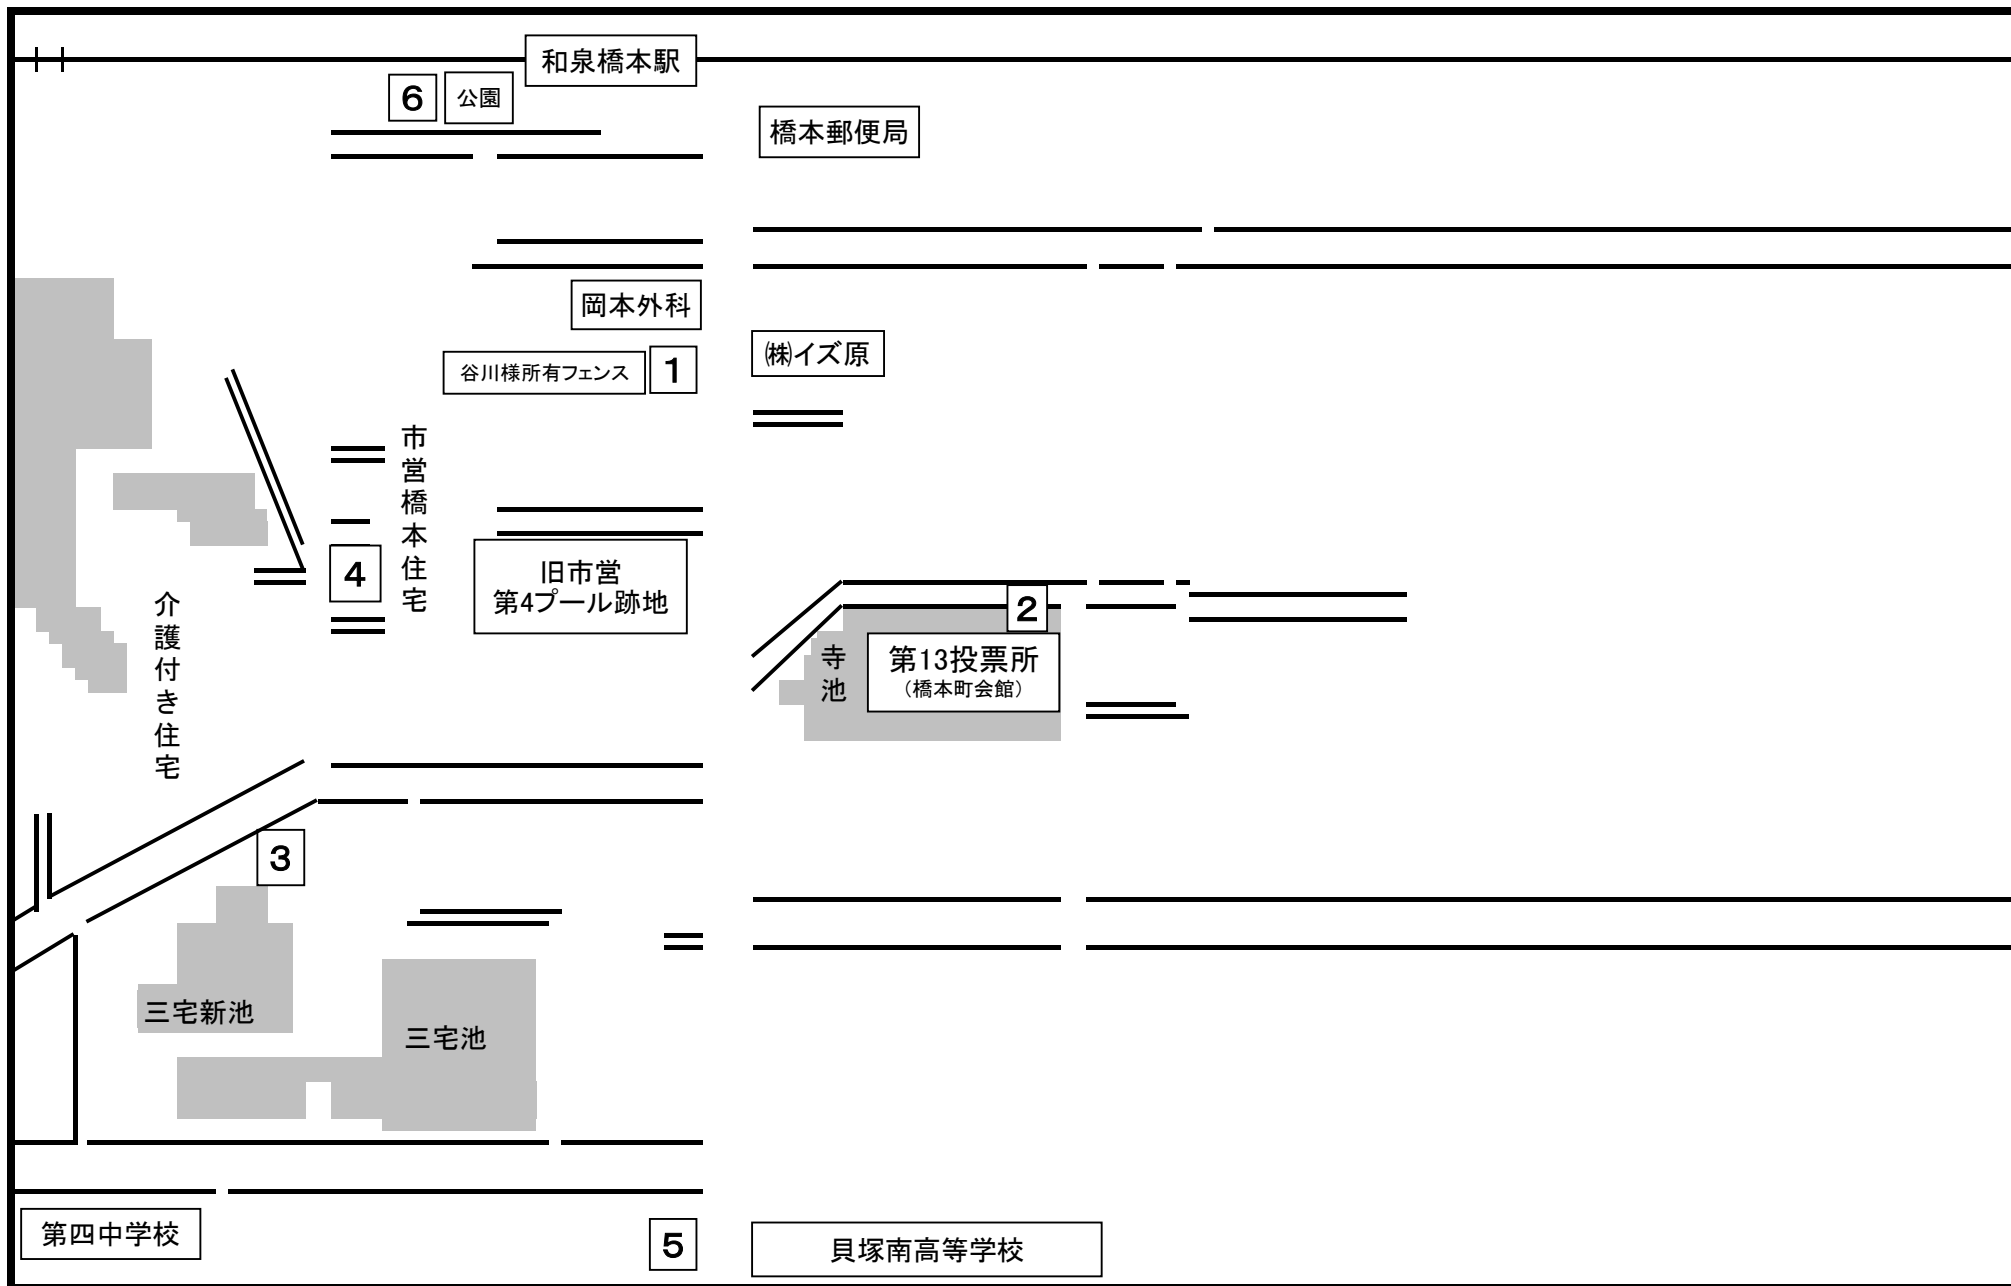 和泉橋本駅
6
公園
橋本郵便局
岡本外科
㈱イズ原
谷川様所有フェンス
1
市営橋本住宅
4
旧市営
第4プール跡地
介護付き住宅
2
寺池
第13投票所
（橋本町会館）
3
三宅新池
三宅池
第四中学校
5
貝塚南高等学校